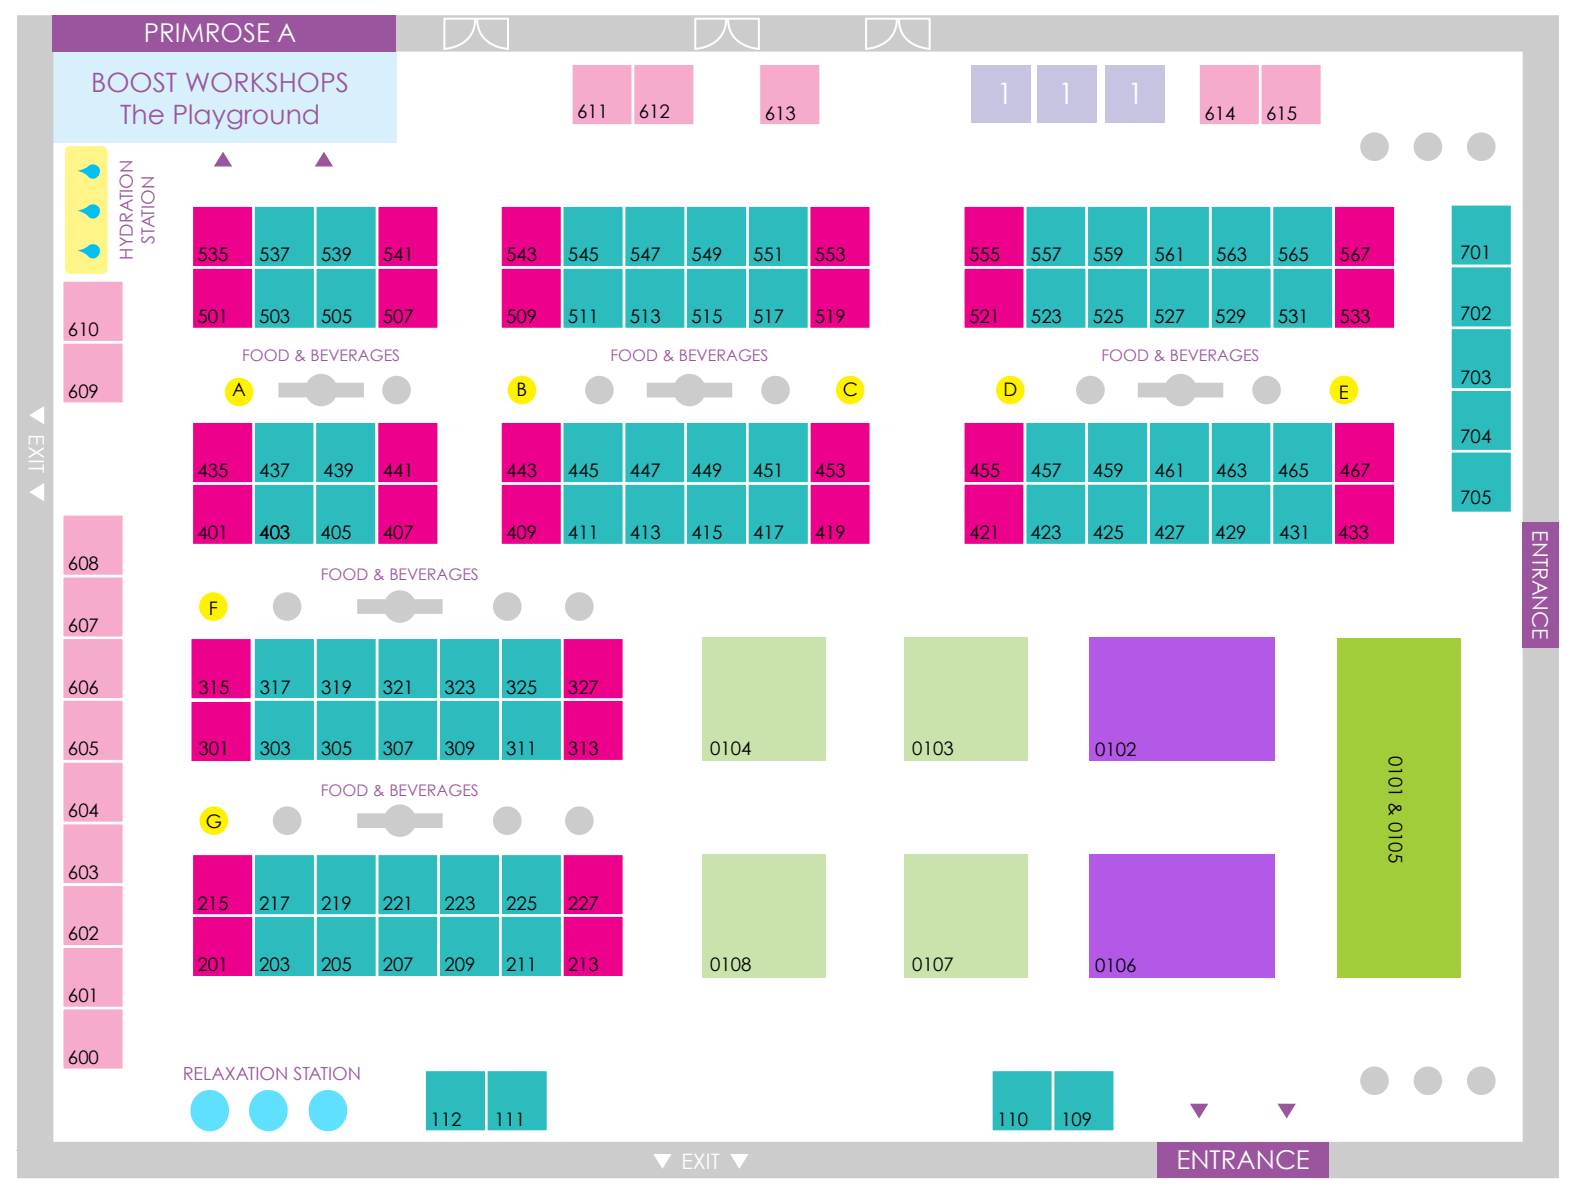 PRIMROSE A
BOOST WORKSHOPS
The Playground
HYDRATION
STATION
611 612 613 1 1 1 614 615
535 537 539 541 543 545 547 549 551 553 555 557 559 561 563 565 567 701
501 503 505 507 509 511 513 515 517 519 521 523 525 527 529 531 533 702
610
609
FOOD & BEVERAGES FOOD & BEVERAGES FOOD & BEVERAGES
A B C D E
703
704
705
EXIT
435 437 439 441 443 445 447 449 451 453 455 457 459 461 463 465 467
401 403 405 407 409 411 413 415 417 419 421 423 425 427 429 431 433
ENTRANCE
608
607
606
605
604
603
602
601
600
FOOD & BEVERAGES
F
315 317 319 321 323 325 327
301 303 305 307 309 311 313
0104 0103 0102
0101 & 0105
FOOD & BEVERAGES
G
215 217 219 221 223 225 227
201 203 205 207 209 211 213
0108 0107 0106
RELAXATION STATION
112 111 110 109
EXIT
ENTRANCE